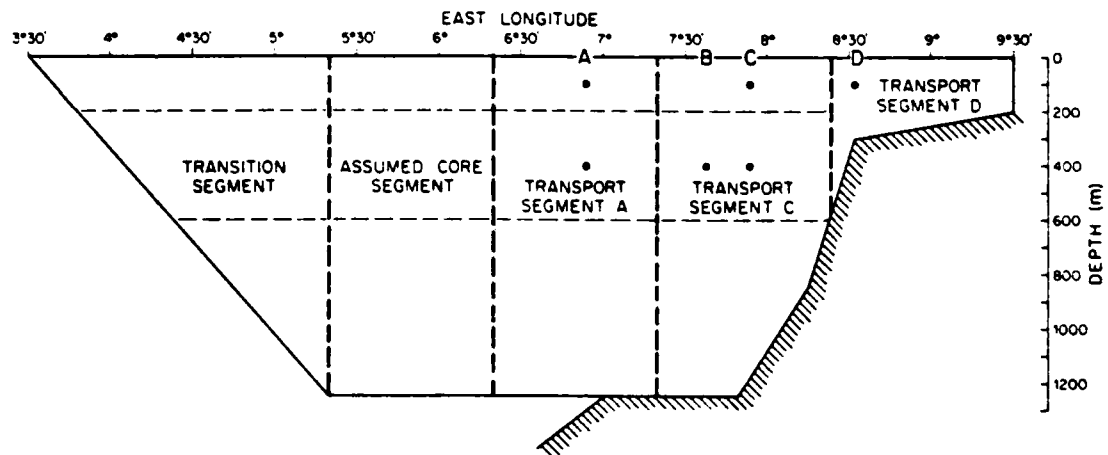 EAST LONGITUDE
3°30' 4° 4°30' 5° 5°30' 6° 6°30' 7° 7°30' 8° 8°30' 9° 9°30'
A B C D
0
200
400
600
800
1000
1200
DEPTH (m)
TRANSPORT
SEGMENT D
TRANSITION
SEGMENT
ASSUMED CORE
SEGMENT
TRANSPORT
SEGMENT A
TRANSPORT
SEGMENT C